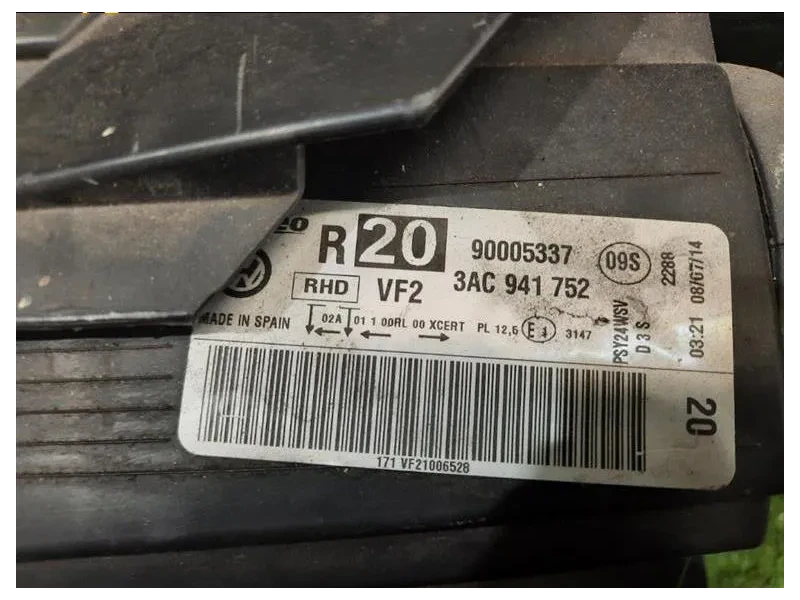 R 20 90005337 09S
RHD VF2 3AC 941 752
MADE IN SPAIN 02A 01 1 00RL 00 XCERT PL 12,5 3147
171 VF21006528
PSY24WSV
D3S
2288
03:21 08/07/14
20